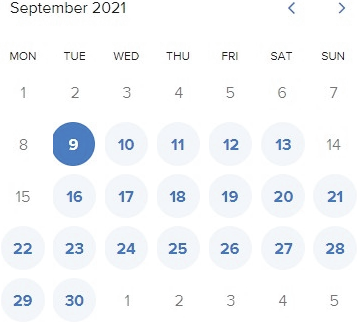 September 2021
MON TUE WED THU FRI SAT SUN
1 2 3 4 5 6 7
8 9 10 11 12 13 14
15 16 17 18 19 20 21
22 23 24 25 26 27 28
29 30 1 2 3 4 5